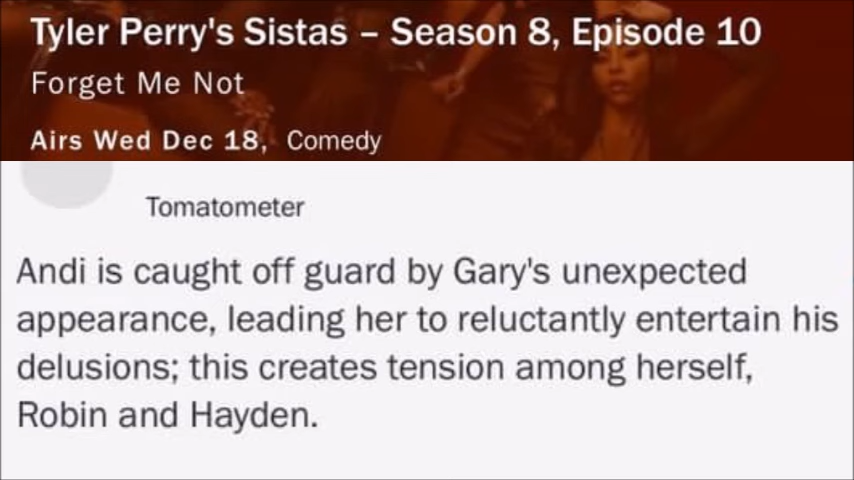 Tyler Perry's Sistas – Season 8, Episode 10
Forget Me Not
Airs Wed Dec 18, Comedy
Tomatometer
Andi is caught off guard by Gary's unexpected
appearance, leading her to reluctantly entertain his
delusions; this creates tension among herself,
Robin and Hayden.